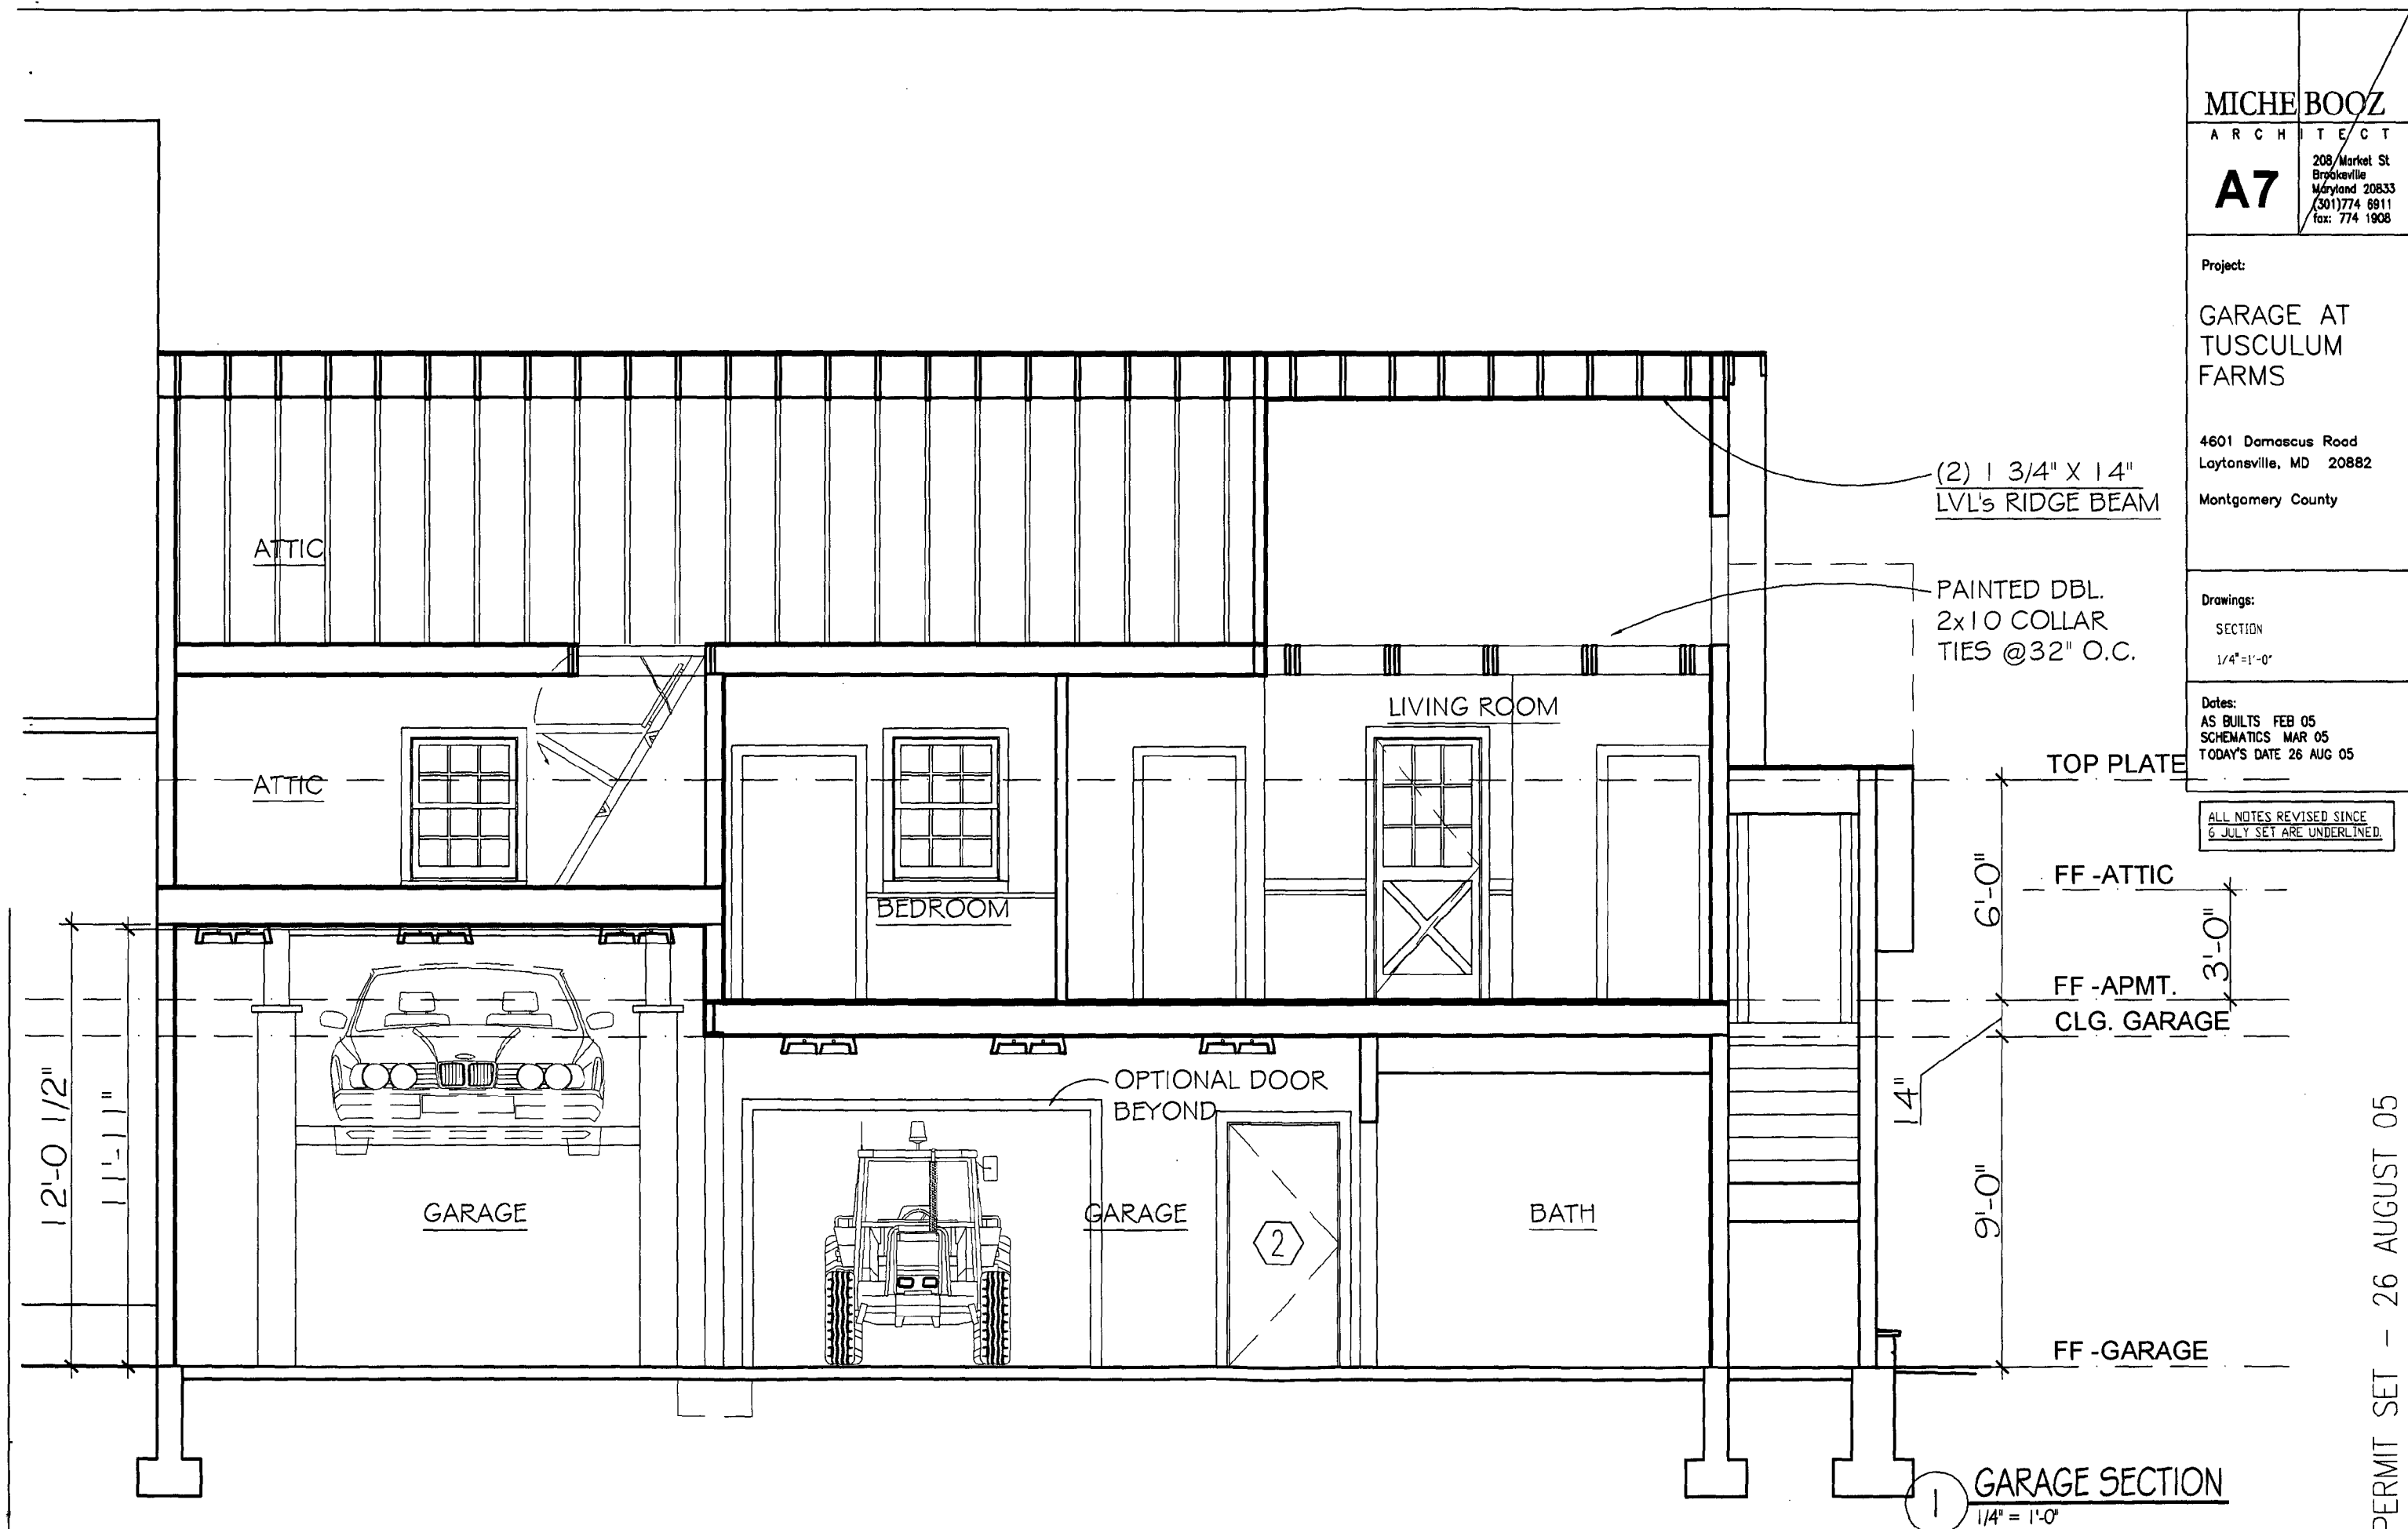 MICHE BOOZ
ARCHITECT
A7
208 Market St
Brookeville
Maryland 20833
(301)774 6911
fax: 774 1908
Project:
GARAGE AT
TUSCULUM
FARMS
4601 Damascus Road
Laytonsville, MD 20882
Montgomery County
Drawings:
SECTION
1/4"=1'-0"
Dates:
AS BUILTS FEB 05
SCHEMATICS MAR 05
TODAY'S DATE 26 AUG 05
ALL NOTES REVISED SINCE
6 JULY SET ARE UNDERLINED.
(2) 1 3/4" X 14"
LVL's RIDGE BEAM
PAINTED DBL.
2x10 COLLAR
TIES @32" O.C.
ATTIC
ATTIC
BEDROOM
LIVING ROOM
TOP PLATE
FF -ATTIC
FF -APMT.
CLG. GARAGE
FF -GARAGE
6'-0"
3'-0"
14"
9'-0"
12'-0 1/2"
11'-11"
OPTIONAL DOOR
BEYOND
GARAGE
GARAGE
2
BATH
1
GARAGE SECTION
1/4" = 1'-0"
PERMIT SET - 26 AUGUST 05